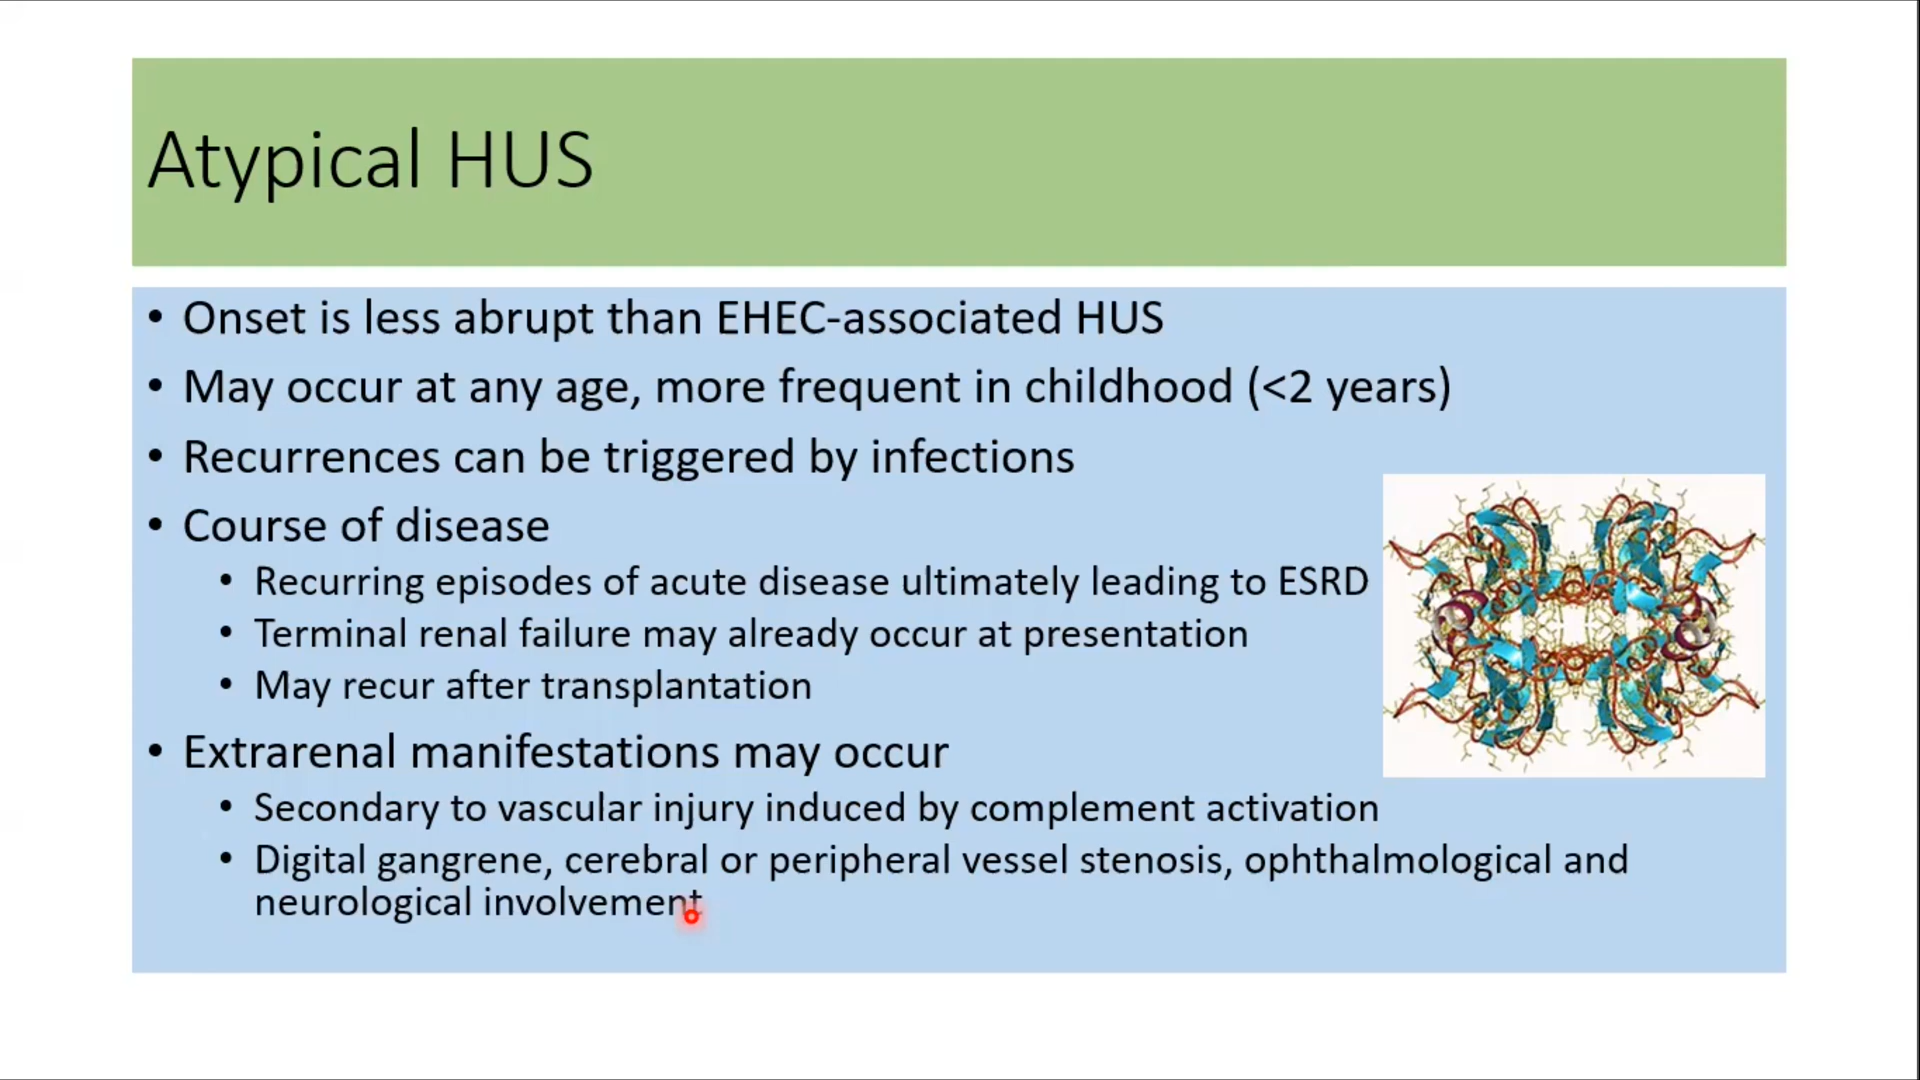 Atypical HUS
• Onset is less abrupt than EHEC-associated HUS
• May occur at any age, more frequent in childhood (<2 years)
• Recurrences can be triggered by infections
• Course of disease
• Recurring episodes of acute disease ultimately leading to ESRD
• Terminal renal failure may already occur at presentation
• May recur after transplantation
• Extrarenal manifestations may occur
• Secondary to vascular injury induced by complement activation
• Digital gangrene, cerebral or peripheral vessel stenosis, ophthalmological and
neurological involvement